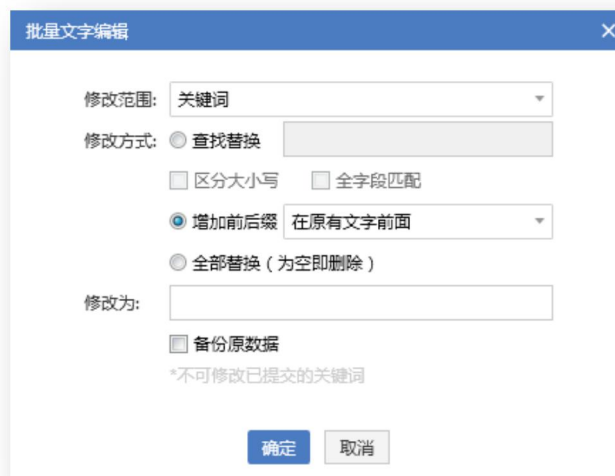 批量文字编辑
修改范围: 关键词
修改方式: 查找替换
区分大小写 全字段匹配
增加前后缀 在原有文字前面
全部替换（为空即删除）
修改为:
备份原数据
*不可修改已提交的关键词
确定 取消